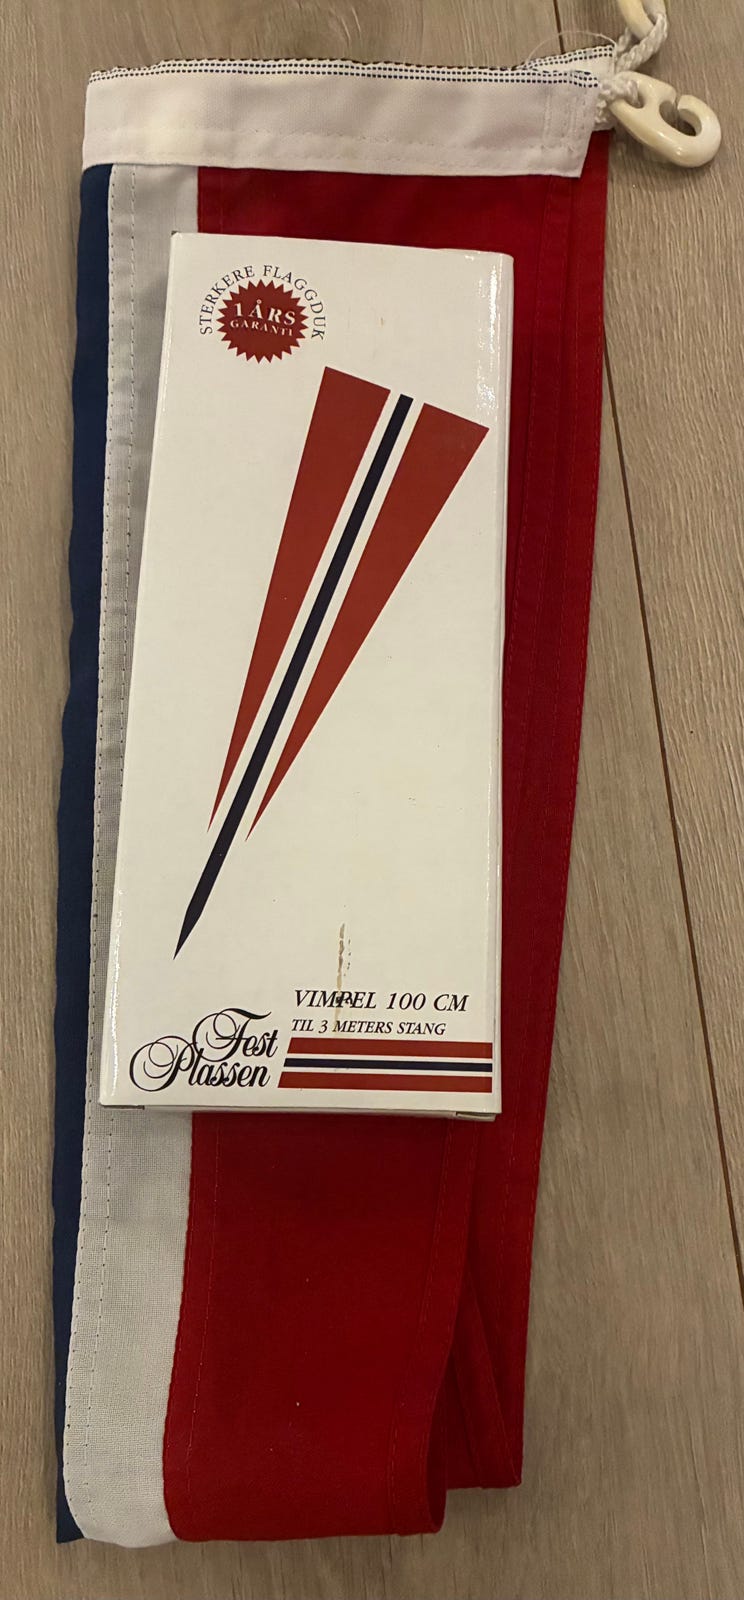 STERKERE FLAGGDUK
1 ÅRS
GARANTI
VIMPEL 100 CM
TIL 3 METERS STANG
Fest
Plassen